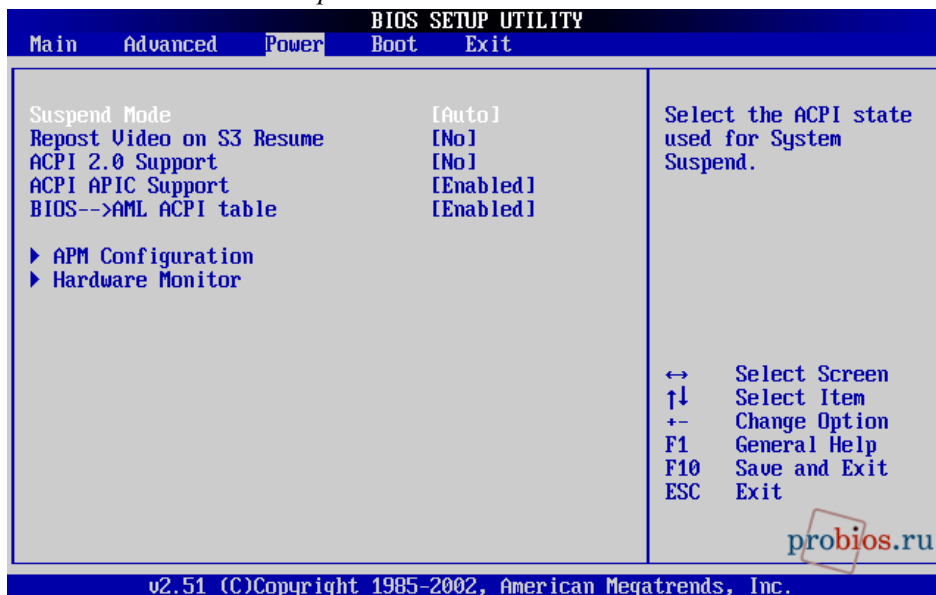 BIOS SETUP UTILITY
Main Advanced Power Boot Exit
Suspend Mode [Auto]
Repost Video on S3 Resume [No]
ACPI 2.0 Support [No]
ACPI APIC Support [Enabled]
BIOS-->AML ACPI table [Enabled]
▶ APM Configuration
▶ Hardware Monitor
Select the ACPI state
used for System
Suspend.
↔ Select Screen
↑↓ Select Item
+- Change Option
F1 General Help
F10 Save and Exit
ESC Exit
probios.ru
v2.51 (C)Copyright 1985-2002, American Megatrends, Inc.